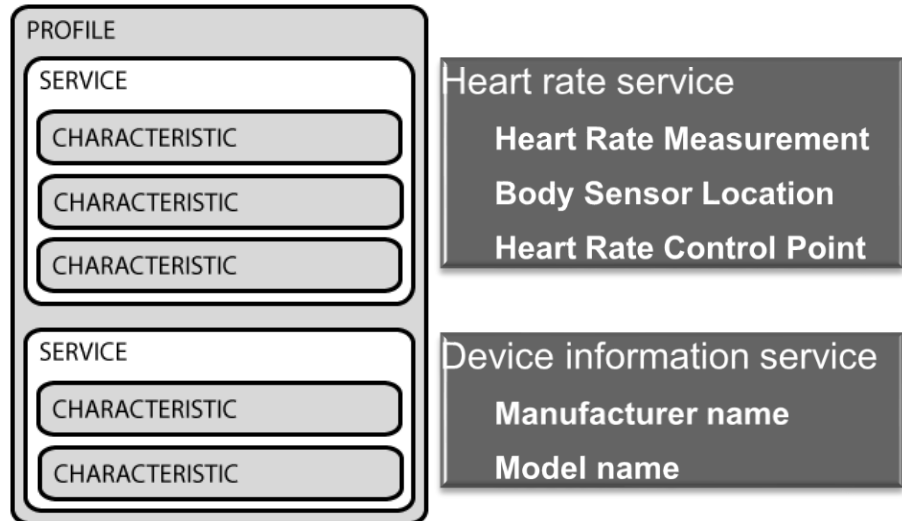 PROFILE
SERVICE
CHARACTERISTIC
CHARACTERISTIC
CHARACTERISTIC
SERVICE
CHARACTERISTIC
CHARACTERISTIC
Heart rate service
Heart Rate Measurement
Body Sensor Location
Heart Rate Control Point
Device information service
Manufacturer name
Model name